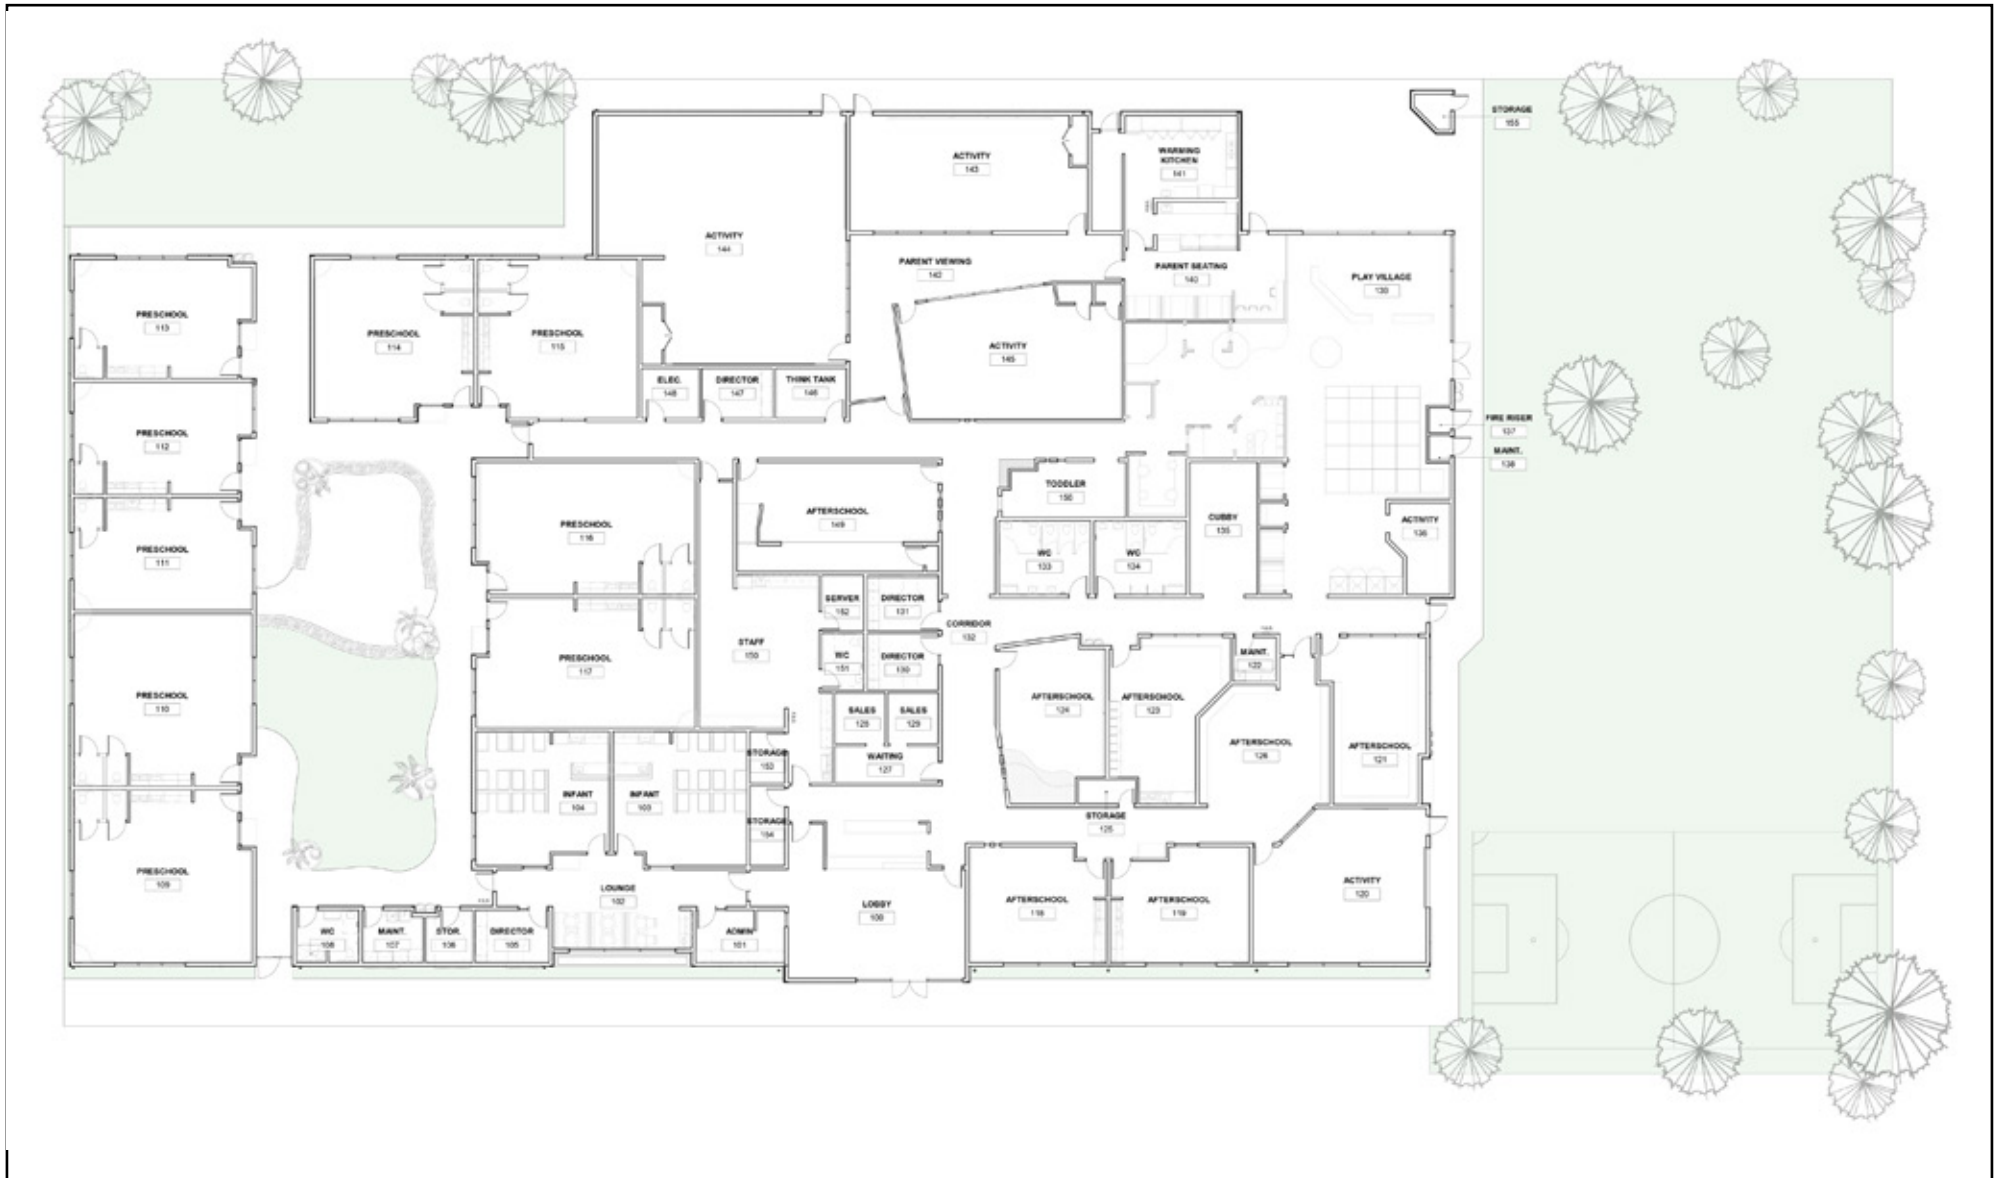 STORAGE
155
ACTIVITY
143
WARMING
KITCHEN
141
ACTIVITY
144
PARENT VIEWING
142
PARENT SEATING
140
PLAY VILLAGE
PRESCHOOL
113
PRESCHOOL
114
PRESCHOOL
115
ACTIVITY
145
ELEC.
148
DIRECTOR
147
THINK TANK
146
FIRE RISER
137
MAINT.
138
PRESCHOOL
112
TODDLER
PRESCHOOL
116
AFTERSCHOOL
149
CUBBY
135
ACTIVITY
136
PRESCHOOL
111
WC
133
WC
134
SERVER
152
DIRECTOR
131
CORRIDOR
132
STAFF
150
WC
151
DIRECTOR
130
MAINT.
122
PRESCHOOL
117
PRESCHOOL
110
AFTERSCHOOL
124
AFTERSCHOOL
123
SALES
128
SALES
129
AFTERSCHOOL
126
AFTERSCHOOL
121
STORAGE
153
WAITING
127
INFANT
104
INFANT
103
STORAGE
154
STORAGE
125
PRESCHOOL
109
LOUNGE
102
ACTIVITY
120
LOBBY
100
AFTERSCHOOL
118
AFTERSCHOOL
119
WC
108
MAINT.
107
STOR.
106
DIRECTOR
105
ADMIN
101